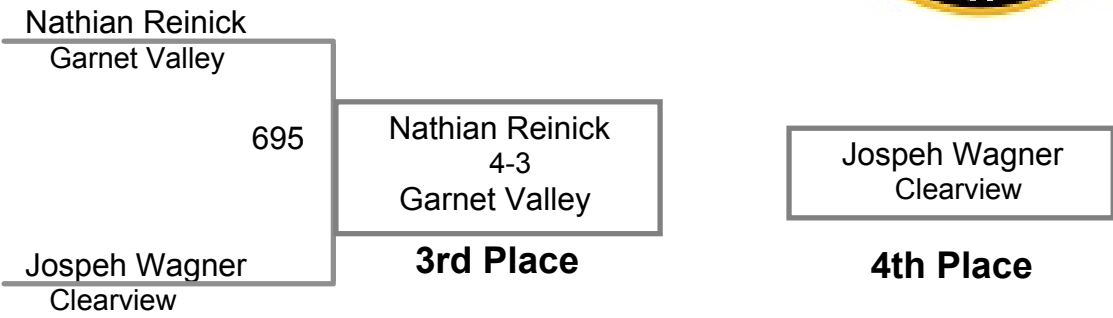 Nathian Reinick
Garnet Valley
695
Nathian Reinick
4-3
Garnet Valley
3rd Place
Jospeh Wagner
Clearview
4th Place
Jospeh Wagner
Clearview